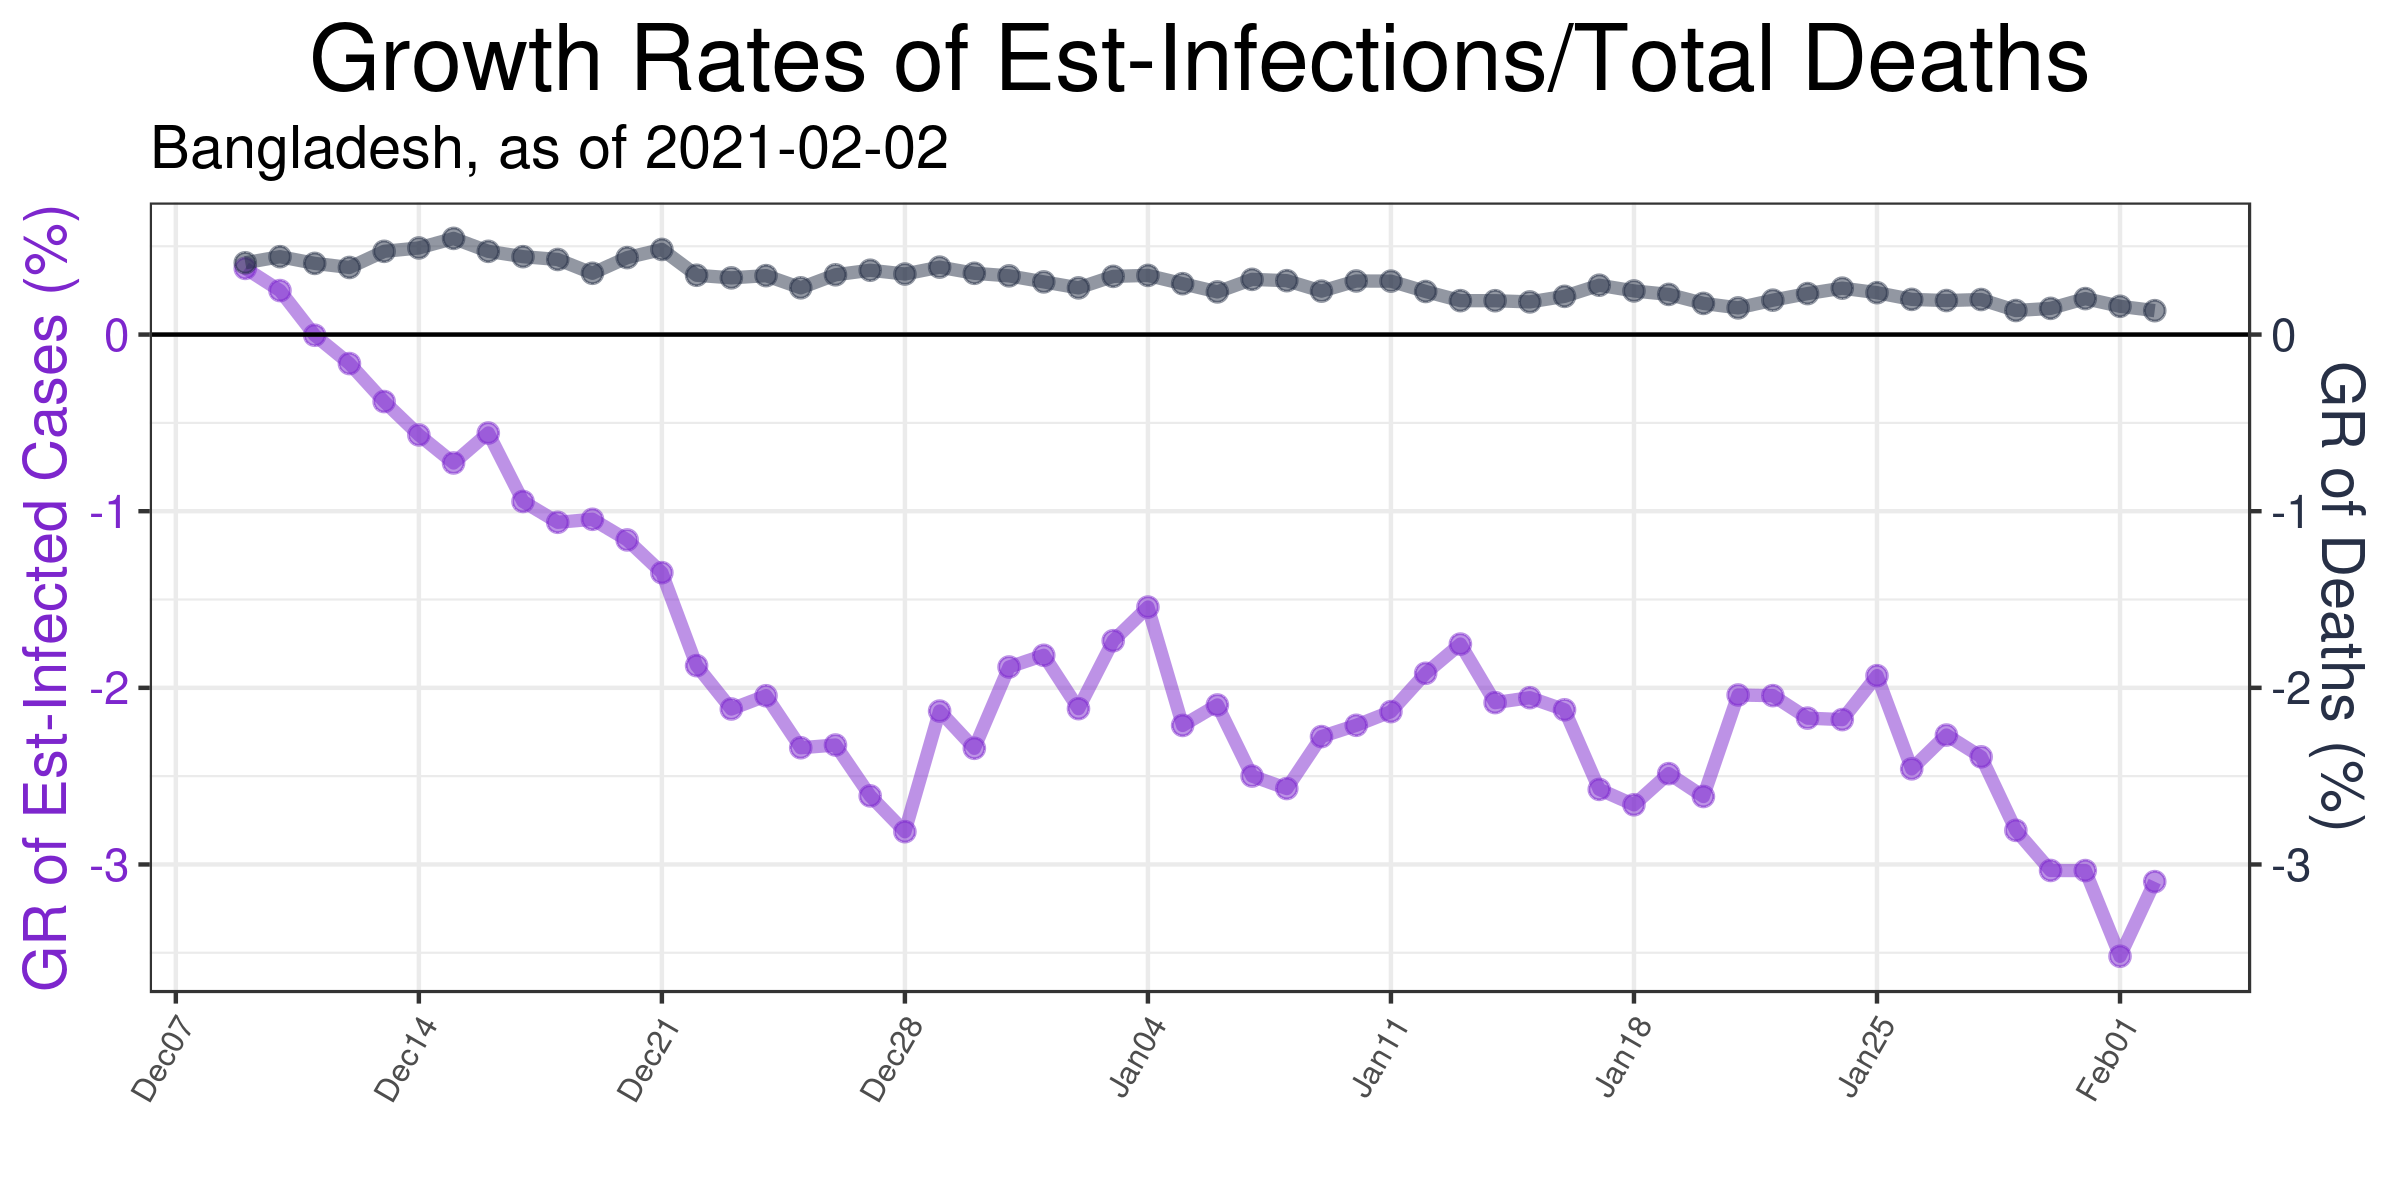 Growth Rates of Est-Infections/Total Deaths
Bangladesh, as of 2021-02-02
GR of Est-Infected Cases (%)
0
-1
-2
-3
0
-1
-2
-3
GR of Deaths (%)
Dec07
Dec14
Dec21
Dec28
Jan04
Jan11
Jan18
Jan25
Feb01